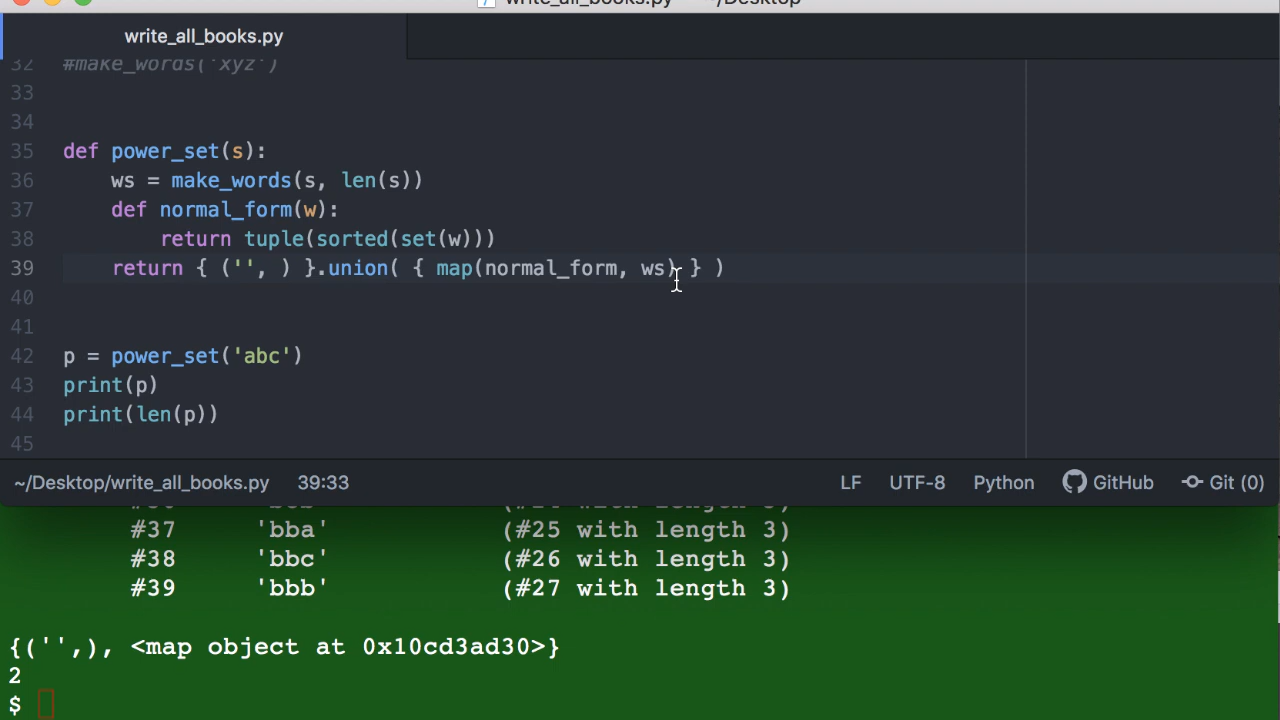 write_all_books.py — ~/Desktop
write_all_books.py
32 #make_words('xyz')
33
34
35 def power_set(s):
36 ws = make_words(s, len(s))
37 def normal_form(w):
38 return tuple(sorted(set(w)))
39 return { ('', ) }.union( { map(normal_form, ws) } )
40
41
42 p = power_set('abc')
43 print(p)
44 print(len(p))
45
~/Desktop/write_all_books.py 39:33 LF UTF-8 Python GitHub Git (0)
#37 'bba' (#25 with length 3)
#38 'bbc' (#26 with length 3)
#39 'bbb' (#27 with length 3)
{('',), <map object at 0x10cd3ad30>}
2
$